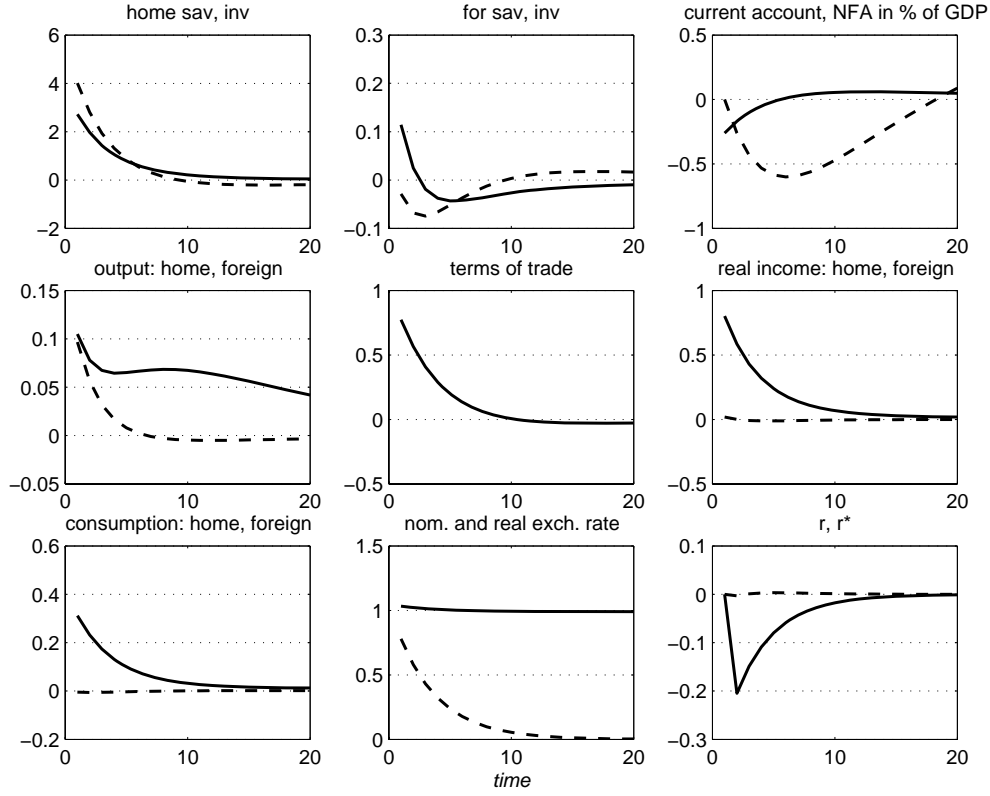 home sav, inv
for sav, inv
current account, NFA in % of GDP
6
4
2
0
−2
0 10 20
0.3
0.2
0.1
0
−0.1
0 10 20
0.5
0
−0.5
−1
0 10 20
output: home, foreign
terms of trade
real income: home, foreign
0.15
0.1
0.05
0
−0.05
0 10 20
1
0.5
0
−0.5
0 10 20
1
0.5
0
−0.5
0 10 20
consumption: home, foreign
nom. and real exch. rate
r, r*
0.6
0.4
0.2
0
−0.2
0 10 20
1.5
1
0.5
0
0 10 20
0.1
0
−0.1
−0.2
−0.3
0 10 20
time